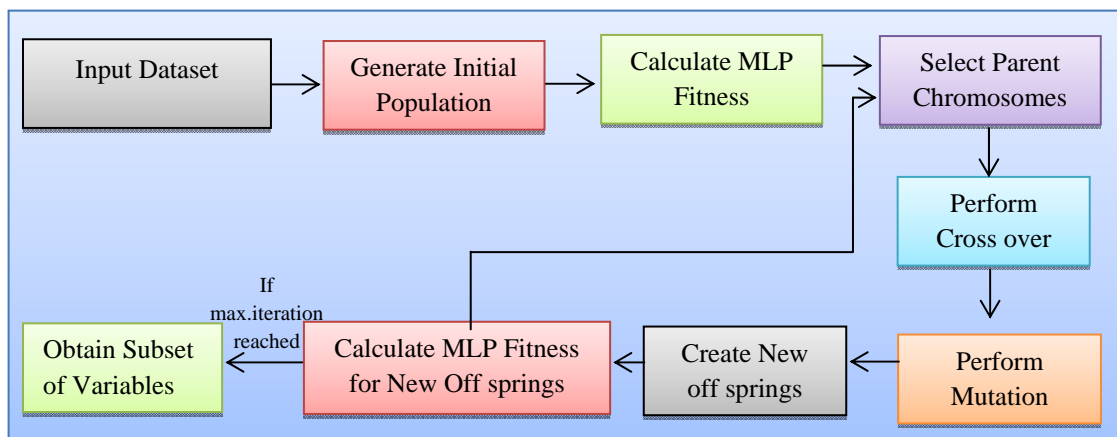 Input Dataset
Generate Initial
Population
Calculate MLP
Fitness
Select Parent
Chromosomes
Perform
Cross over
Perform
Mutation
Create New
off springs
Calculate MLP Fitness
for New Off springs
If
max.iteration
reached
Obtain Subset
of Variables